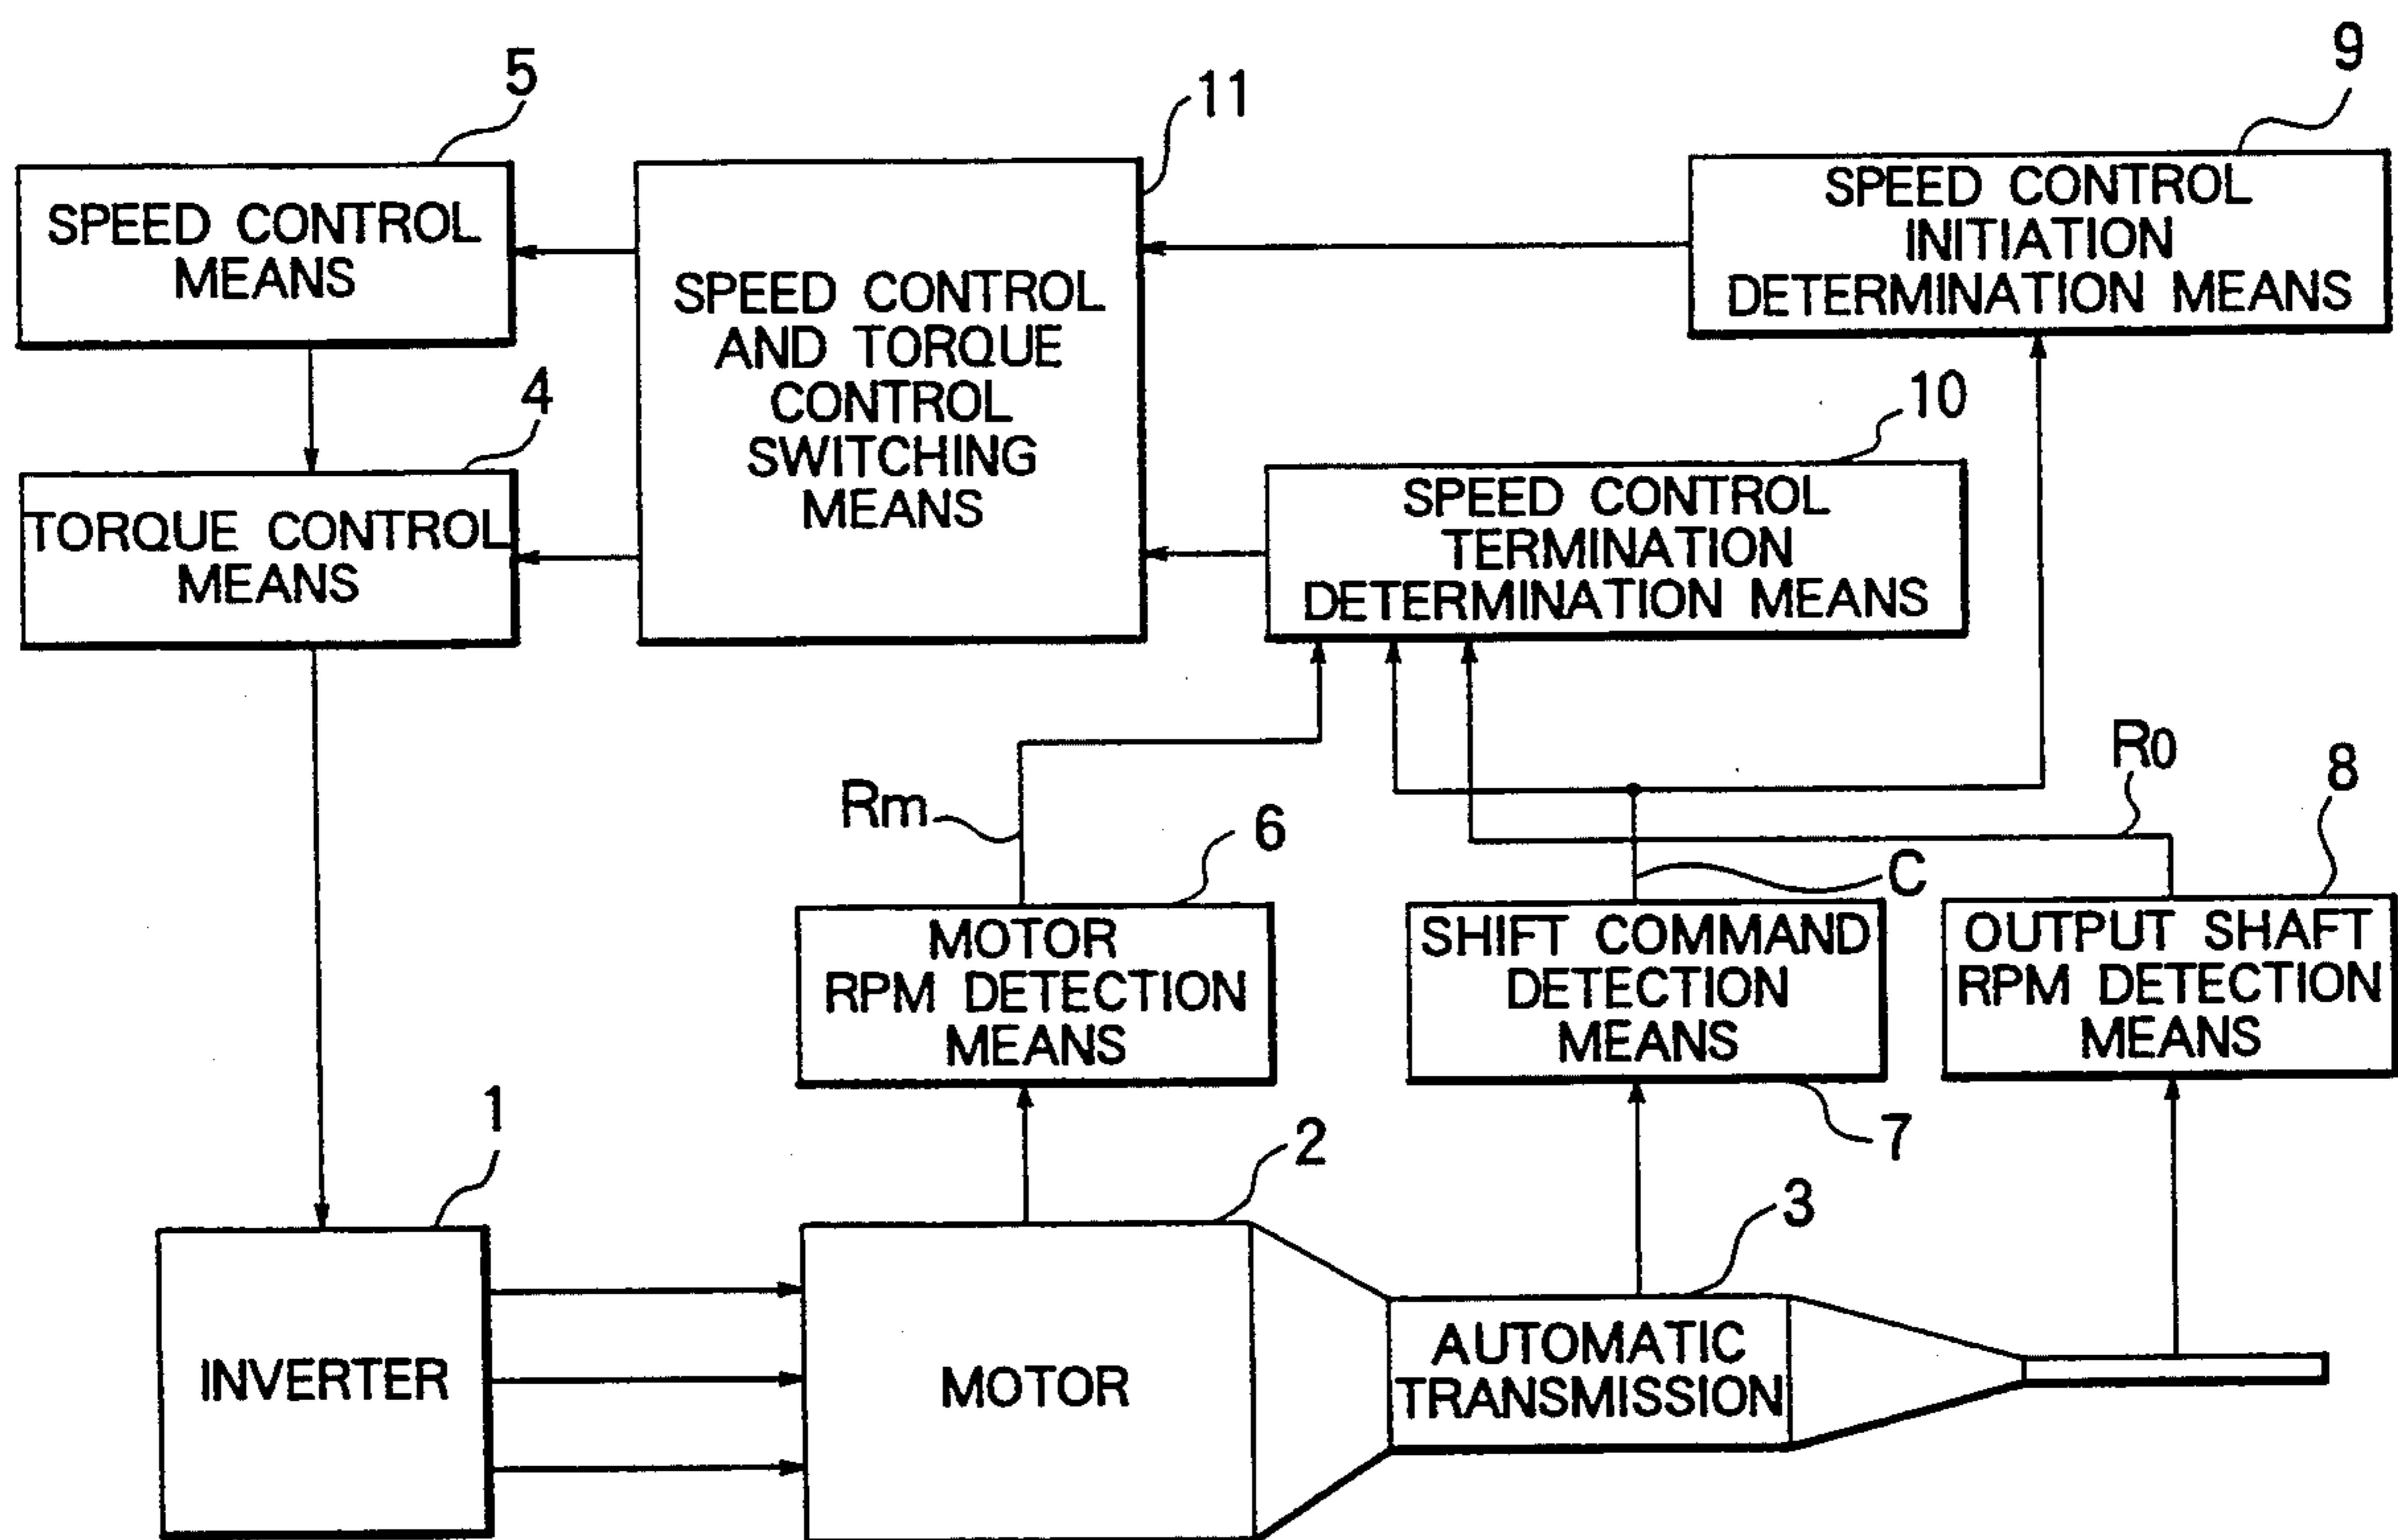 5
11
9
SPEED CONTROL
MEANS
SPEED CONTROL
AND TORQUE
CONTROL
SWITCHING
MEANS
SPEED CONTROL
INITIATION
DETERMINATION MEANS
4
10
TORQUE CONTROL
MEANS
SPEED CONTROL
TERMINATION
DETERMINATION MEANS
Rm
R0
6
C
8
MOTOR
RPM DETECTION
MEANS
SHIFT COMMAND
DETECTION
MEANS
OUTPUT SHAFT
RPM DETECTION
MEANS
1
2
7
3
INVERTER
MOTOR
AUTOMATIC
TRANSMISSION